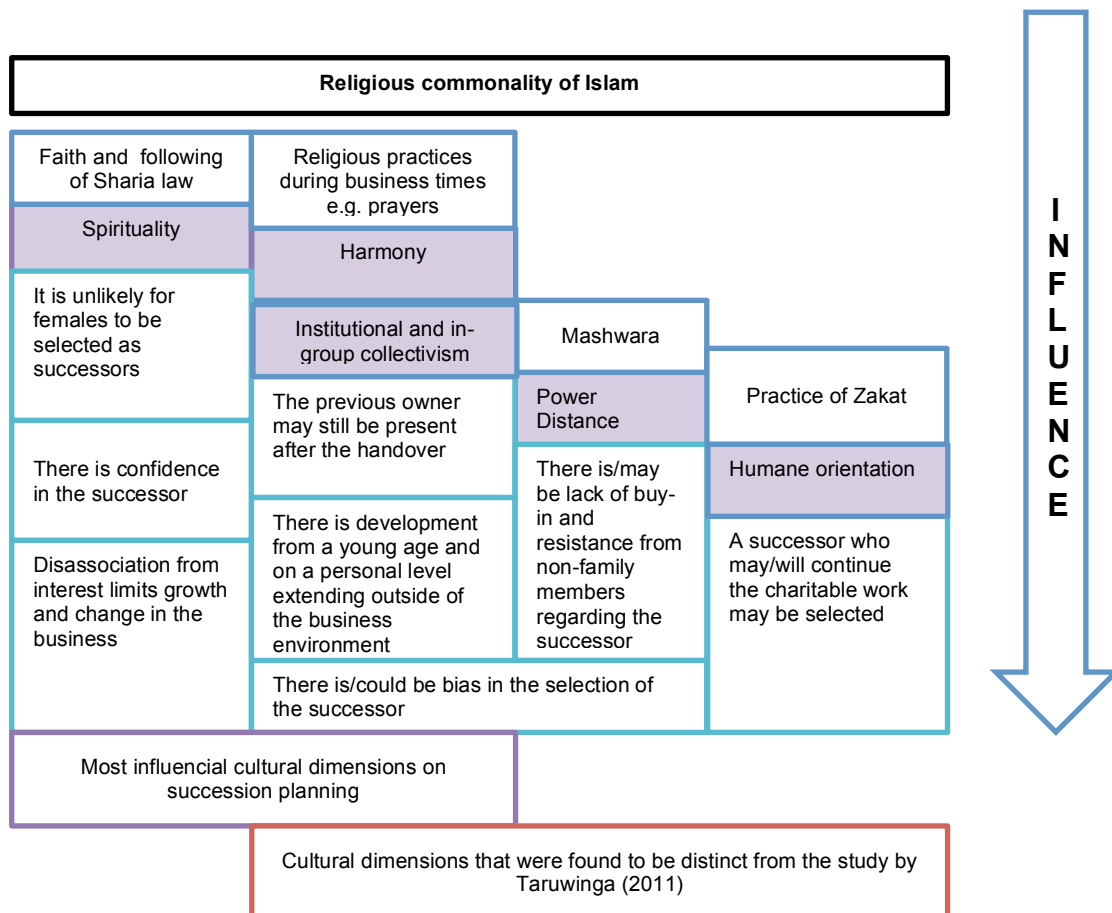 Religious commonality of Islam
Faith and following
of Sharia law
Spirituality
It is unlikely for
females to be
selected as
successors
There is confidence
in the successor
Disassociation from
interest limits growth
and change in the
business
Religious practices
during business times
e.g. prayers
Harmony
Institutional and in-
group collectivism
The previous owner
may still be present
after the handover
There is development
from a young age and
on a personal level
extending outside of
the business
environment
Mashwara
Power
Distance
There is/may
be lack of buy-
in and
resistance from
non-family
members
regarding the
successor
There is/could be bias in the selection of
the successor
Practice of Zakat
Humane orientation
A successor who
may/will continue
the charitable work
may be selected
Most influencial cultural dimensions on
succession planning
Cultural dimensions that were found to be distinct from the study by
Taruwinga (2011)
I
N
F
L
U
E
N
C
E